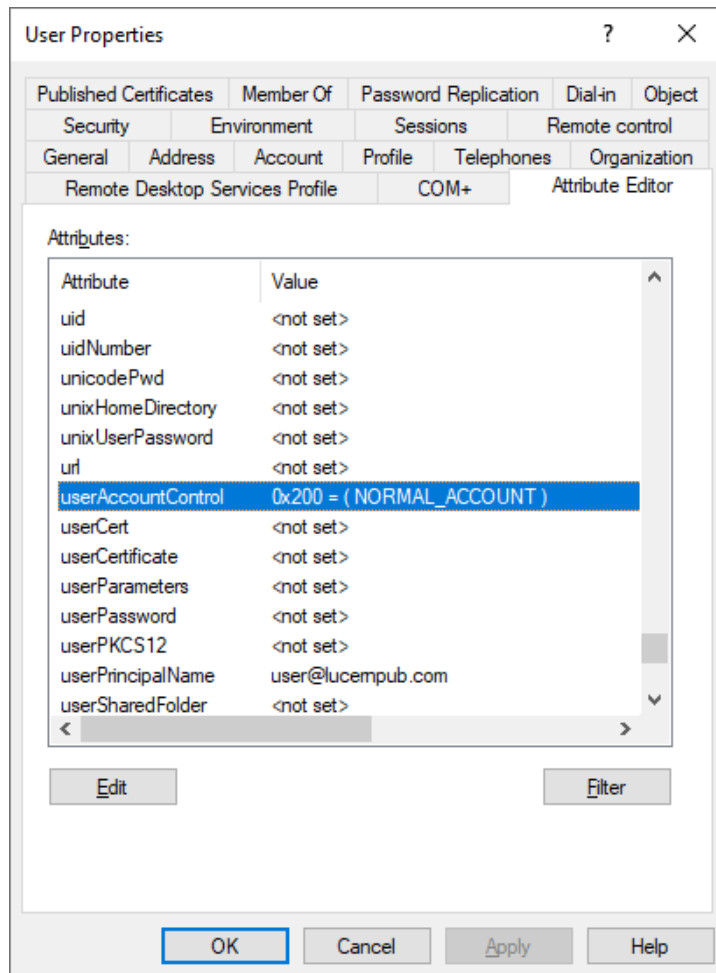 User Properties ? ×
Published Certificates Member Of Password Replication Dial-in Object
Security Environment Sessions Remote control
General Address Account Profile Telephones Organization
Remote Desktop Services Profile COM+ Attribute Editor
Attributes:
Attribute Value
uid <not set>
uidNumber <not set>
unicodePwd <not set>
unixHomeDirectory <not set>
unixUserPassword <not set>
url <not set>
userAccountControl 0x200 = ( NORMAL_ACCOUNT )
userCert <not set>
userCertificate <not set>
userParameters <not set>
userPassword <not set>
userPKCS12 <not set>
userPrincipalName user@lucernpub.com
userSharedFolder <not set>
Edit Filter
OK Cancel Apply Help